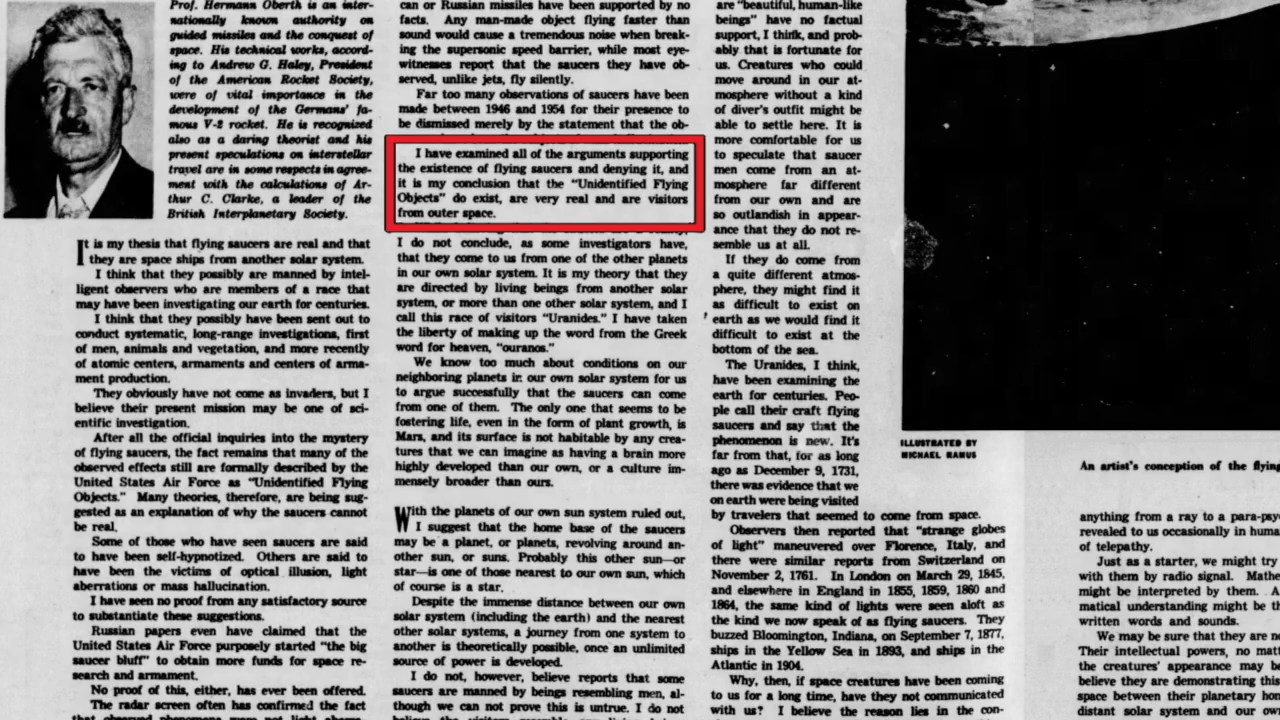 Prof. Hermann Oberth is an inter-
nationally known authority on
guided missiles and the conquest of
space. His technical works, accord-
ing to Andrew G. Haley, President
of the American Rocket Society,
were of vital importance in the
development of the Germans' fa-
mous V-2 rocket. He is recognized
also as a daring theorist and his
present speculations on interstellar
travel are in some respects in agree-
ment with the calculations of Ar-
thur C. Clarke, a leader of the
British Interplanetary Society.
It is my thesis that flying saucers are real and that
they are space ships from another solar system.
I think that they possibly are manned by intel-
ligent observers who are members of a race that
may have been investigating our earth for centuries.
I think that they possibly have been sent out to
conduct systematic, long-range investigations, first
of men, animals and vegetation, and more recently
of atomic centers, armaments and centers of arma-
ment production.
They obviously have not come as invaders, but I
believe their present mission may be one of sci-
entific investigation.
After all the official inquiries into the mystery
of flying saucers, the fact remains that many of the
observed effects still are formally described by the
United States Air Force as "Unidentified Flying
Objects." Many theories, therefore, are being sug-
gested as an explanation of why the saucers cannot
be real.
Some of those who have seen saucers are said
to have been self-hypnotized. Others are said to
have been the victims of optical illusion, light
aberrations or mass hallucination.
I have seen no proof from any satisfactory source
to substantiate these suggestions.
Russian papers even have claimed that the
United States Air Force purposely started "the big
saucer bluff" to obtain more funds for space re-
search and armament.
No proof of this, either, has ever been offered.
The radar screen often has confirmed the fact
that observed phenomena were not light
can or Russian missiles have been supported by no
facts. Any man-made object flying faster than
sound would cause a tremendous noise when break-
ing the supersonic speed barrier, while most eye-
witnesses report that the saucers they have ob-
served, unlike jets, fly silently.
Far too many observations of saucers have been
made between 1946 and 1954 for their presence to
be dismissed merely by the statement that the ob-
I have examined all of the arguments supporting
the existence of flying saucers and denying it, and
it is my conclusion that the "Unidentified Flying
Objects" do exist, are very real and are visitors
from outer space.
I do not conclude, as some investigators have,
that they come to us from one of the other planets
in our own solar system. It is my theory that they
are directed by living beings from another solar
system, or more than one other solar system, and I
call this race of visitors "Uranides." I have taken
the liberty of making up the word from the Greek
word for heaven, "ouranos."
We know too much about conditions on our
neighboring planets in our own solar system for us
to argue successfully that the saucers can come
from one of them. The only one that seems to be
fostering life, even in the form of plant growth, is
Mars, and its surface is not habitable by any crea-
tures that we can imagine as having a brain more
highly developed than our own, or a culture im-
mensely broader than ours.
With the planets of our own sun system ruled out,
I suggest that the home base of the saucers
may be a planet, or planets, revolving around an-
other sun, or suns. Probably this other sun—or
star—is one of those nearest to our own sun, which
of course is a star.
Despite the immense distance between our own
solar system (including the earth) and the nearest
other solar systems, a journey from one system to
another is theoretically possible, once an unlimited
source of power is developed.
I do not, however, believe reports that some
saucers are manned by beings resembling men, al-
though we can not prove this is untrue. I do not
believe the visitors
are "beautiful, human-like
beings" have no factual
support, I think, and prob-
ably that is fortunate for
us. Creatures who could
move around in our at-
mosphere without a kind
of diver's outfit might be
able to settle here. It is
more comfortable for us
to speculate that saucer
men come from an at-
mosphere far different
from our own and are
so outlandish in appear-
ance that they do not re-
semble us at all.
If they do come from
a quite different atmos-
phere, they might find it
as difficult to exist on
earth as we would find it
difficult to exist at the
bottom of the sea.
The Uranides, I think,
have been examining the
earth for centuries. Peo-
ple call their craft flying
saucers and say that the
phenomenon is new. It's
far from that, for as long
ago as December 9, 1731,
there was evidence that we
on earth were being visited
by travelers that seemed to come from space.
Observers then reported that "strange globes
of light" maneuvered over Florence, Italy, and
there were similar reports from Switzerland on
November 2, 1761. In London on March 29, 1845,
and elsewhere in England in 1855, 1859, 1860 and
1864, the same kind of lights were seen aloft as
the kind we now speak of as flying saucers. They
buzzed Bloomington, Indiana, on September 7, 1877,
ships in the Yellow Sea in 1893, and ships in the
Atlantic in 1904.
Why, then, if space creatures have been coming
to us for a long time, have they not communicated
with us? I believe the reason lies in the con-
ILLUSTRATED BY
MICHAEL RAMUS
An artist's conception of the flying
anything from a ray to a para-psy
revealed to us occasionally in huma
of telepathy.
Just as a starter, we might try
with them by radio signal. Mathe
might be interpreted by them. A
matical understanding might be t
written words and sounds.
We may be sure that they are no
Their intellectual powers, no matt
the creatures' appearance may be
believe they are demonstrating this
space between their planetary hom
distant solar system and our own